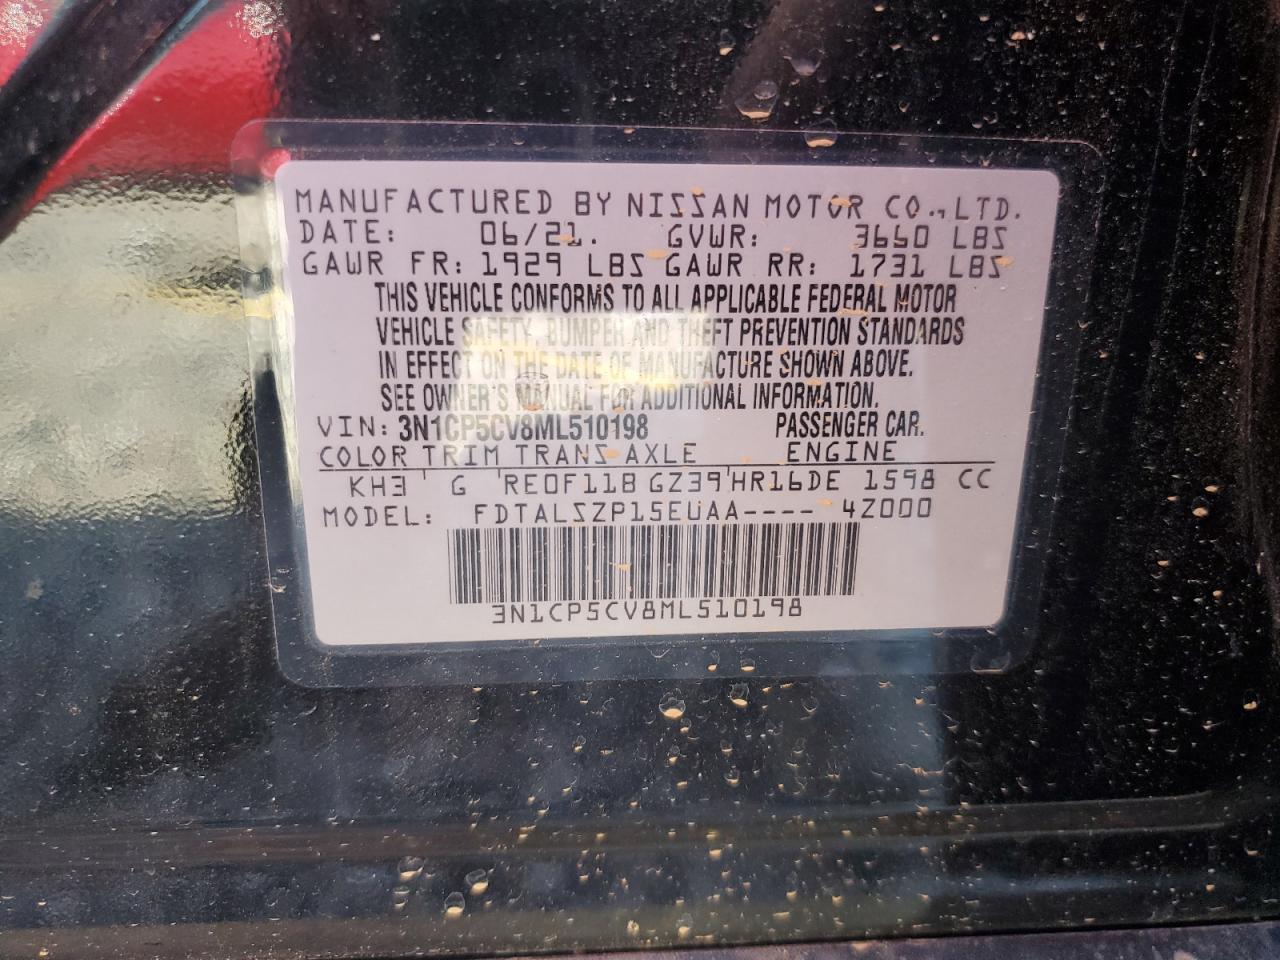 MANUFACTURED BY NISSAN MOTOR CO., LTD.
DATE: 06/21. GVWR: 3660 LBS
GAWR FR: 1929 LBS GAWR RR: 1731 LBS
THIS VEHICLE CONFORMS TO ALL APPLICABLE FEDERAL MOTOR
VEHICLE SAFETY, BUMPER AND THEFT PREVENTION STANDARDS
IN EFFECT ON THE DATE OF MANUFACTURE SHOWN ABOVE.
SEE OWNER'S MANUAL FOR ADDITIONAL INFORMATION.
VIN: 3N1CP5CV8ML510198 PASSENGER CAR.
COLOR TRIM TRANS AXLE ENGINE
KH3 G RE0F11B GZ39 HR16DE 1598 CC
MODEL: FDTALSZP15EUAA---- 4Z000
3N1CP5CV8ML510198